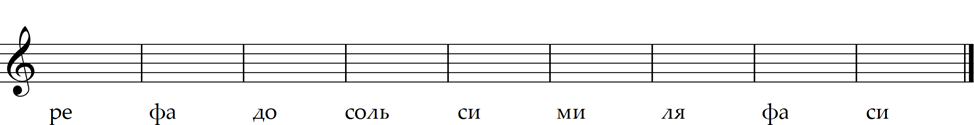 ре фа до соль си ми ля фа си